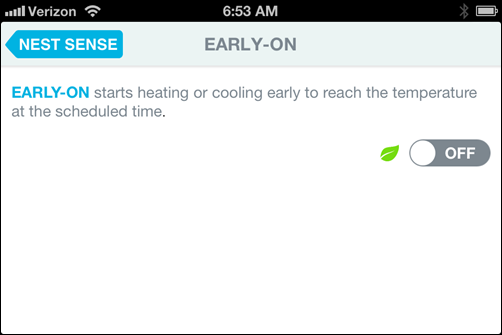 Verizon 6:53 AM
NEST SENSE EARLY-ON
EARLY-ON starts heating or cooling early to reach the temperature
at the scheduled time.
OFF